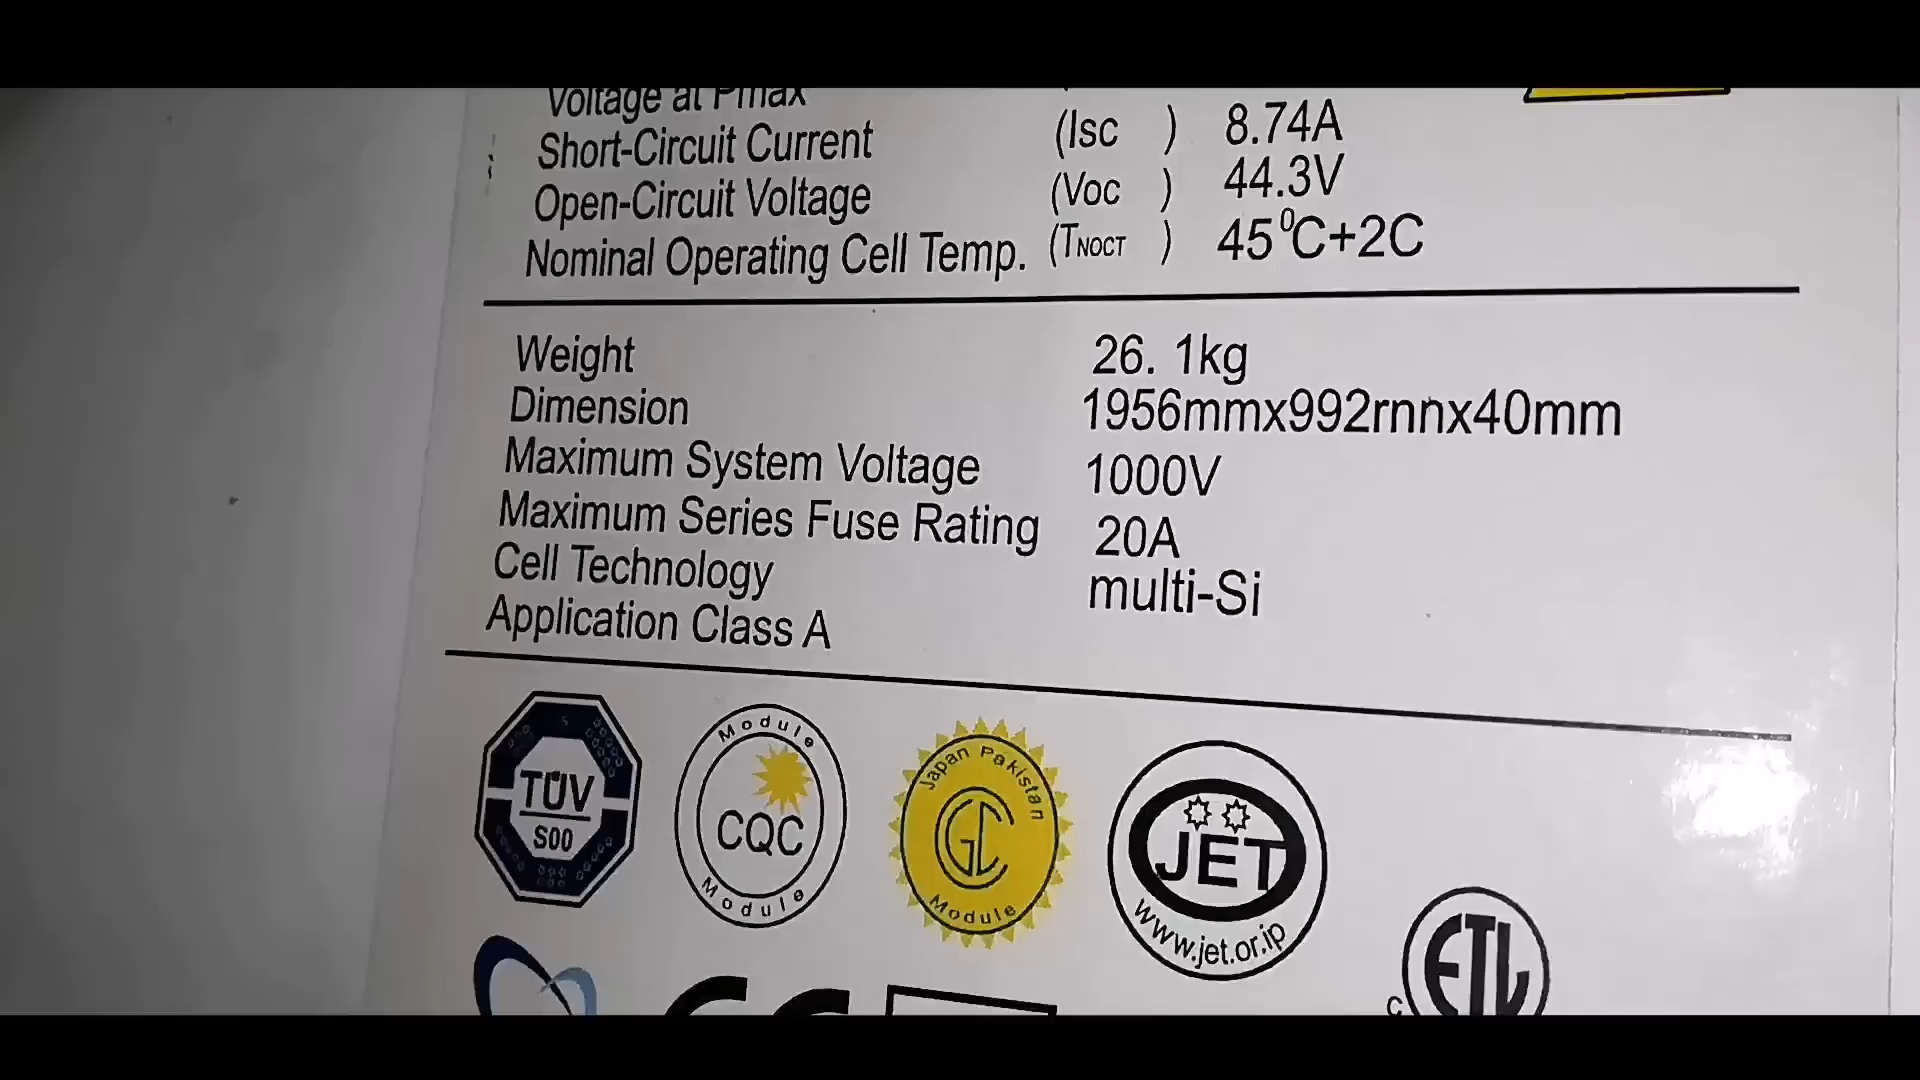 Voltage at Pmax
Short-Circuit Current (Isc ) 8.74A
Open-Circuit Voltage (Voc ) 44.3V
Nominal Operating Cell Temp. (TNOCT ) 45⁰C+2C
Weight 26. 1kg
Dimension 1956mmx992rnnx40mm
Maximum System Voltage 1000V
Maximum Series Fuse Rating 20A
Cell Technology multi-Si
Application Class A
TÜV
S00
Module
CQC
Module
Japan Pakistan
GC
Module
JET
www.jet.or.jp
CE
C ETL